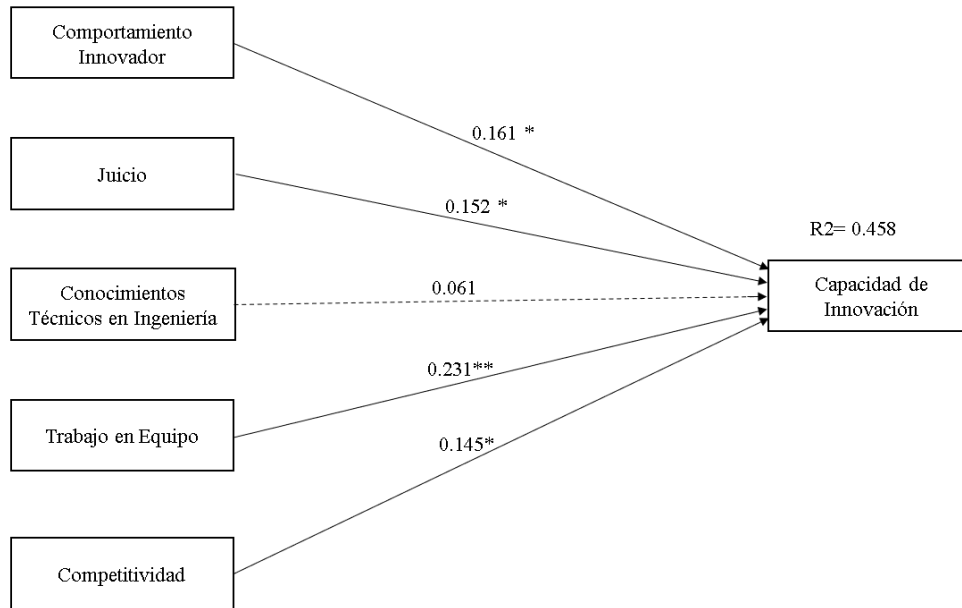 Comportamiento
Innovador
0.161 *
Juicio
0.152 *
R2= 0.458
Conocimientos
Técnicos en Ingeniería
0.061
Capacidad de
Innovación
0.231**
Trabajo en Equipo
0.145*
Competitividad